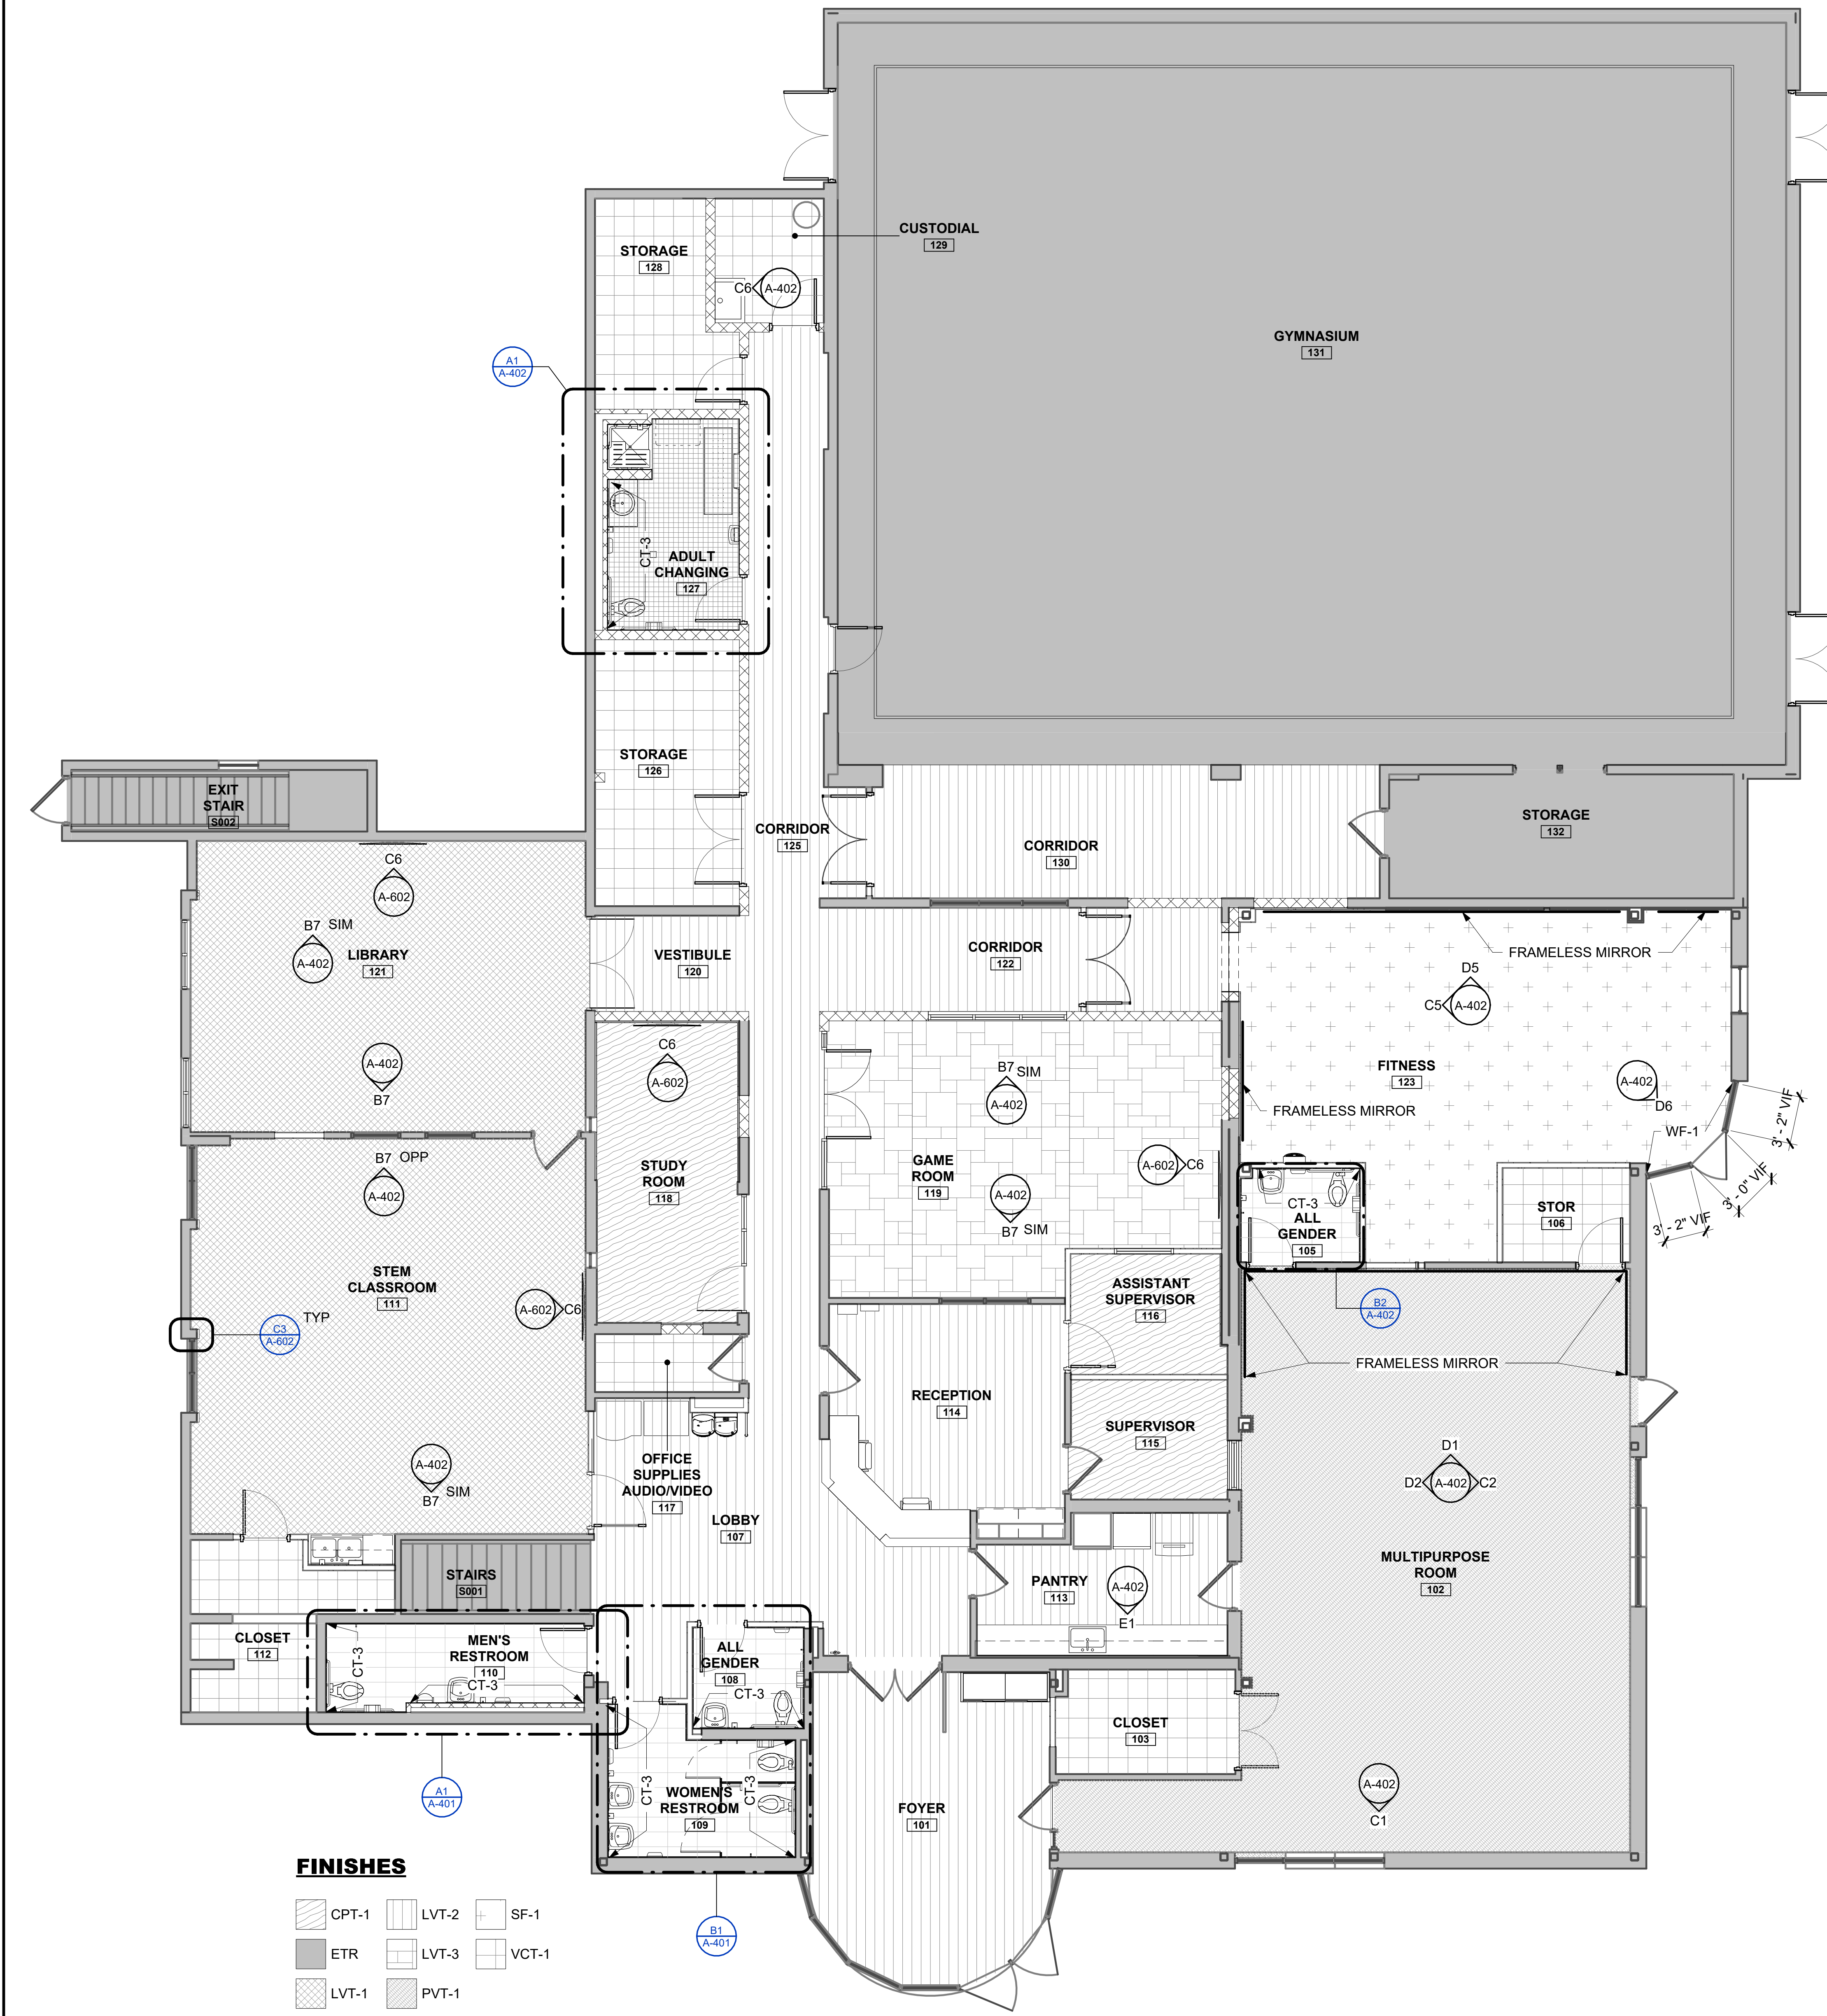 CUSTODIAL
129
STORAGE
128
C6
A-402
GYMNASIUM
131
A1
A-402
CT-3
ADULT
CHANGING
127
STORAGE
126
EXIT
STAIR
S002
CORRIDOR
125
STORAGE
132
CORRIDOR
130
C6
A-602
B7 SIM
A-402
LIBRARY
121
VESTIBULE
120
CORRIDOR
122
FRAMELESS MIRROR
D5
C5
A-402
A-402
B7
C6
A-602
B7 SIM
A-402
FITNESS
123
A-402
D6
FRAMELESS MIRROR
WF-1
3' - 2" VIF
3' - 0" VIF
3' - 2" VIF
B7 OPP
A-402
STUDY
ROOM
118
GAME
ROOM
119
A-602
C6
A-402
B7 SIM
CT-3
ALL
GENDER
105
STOR
106
STEM
CLASSROOM
111
A-602
C6
C3
A-602
TYP
ASSISTANT
SUPERVISOR
116
B2
A-402
FRAMELESS MIRROR
RECEPTION
114
SUPERVISOR
115
A-402
B7 SIM
OFFICE
SUPPLIES
AUDIO/VIDEO
117
LOBBY
107
D1
D2
A-402
C2
MULTIPURPOSE
ROOM
102
STAIRS
S001
PANTRY
113
A-402
E1
CLOSET
112
CT-3
MEN'S
RESTROOM
110
CT-3
ALL
GENDER
108
CT-3
CLOSET
103
CT-3
CT-3
WOMEN'S
RESTROOM
109
A1
A-401
FOYER
101
A-402
C1
B1
A-401
FINISHES
CPT-1
LVT-2
SF-1
ETR
LVT-3
VCT-1
LVT-1
PVT-1